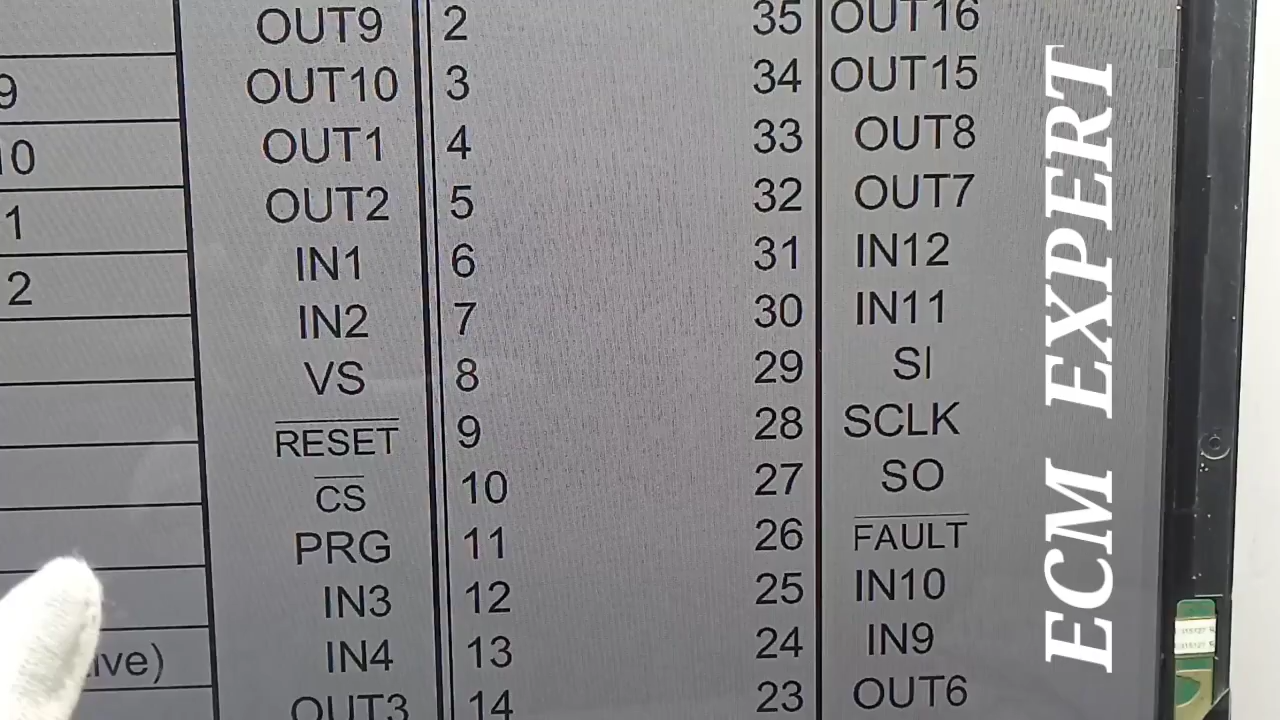 OUT9 2 35 OUT16
9 OUT10 3 34 OUT15
10 OUT1 4 33 OUT8
1 OUT2 5 32 OUT7
2 IN1 6 31 IN12
IN2 7 30 IN11
VS 8 29 SI
RESET 9 28 SCLK
CS 10 27 SO
PRG 11 26 FAULT
IN3 12 25 IN10
ive) IN4 13 24 IN9
OUT3 14 23 OUT6
ECM EXPERT